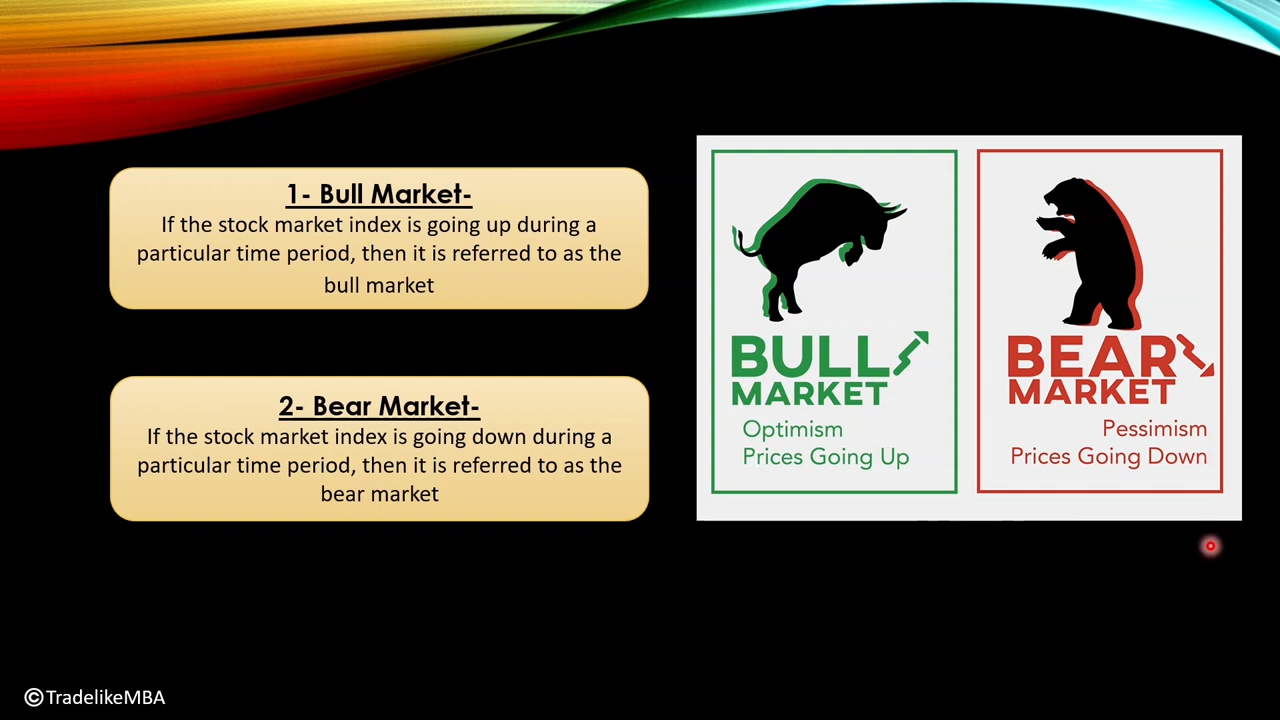 1- Bull Market-
If the stock market index is going up during a
particular time period, then it is referred to as the
bull market
2- Bear Market-
If the stock market index is going down during a
particular time period, then it is referred to as the
bear market
BULL
MARKET
Optimism
Prices Going Up
BEAR
MARKET
Pessimism
Prices Going Down
©TradelikeMBA